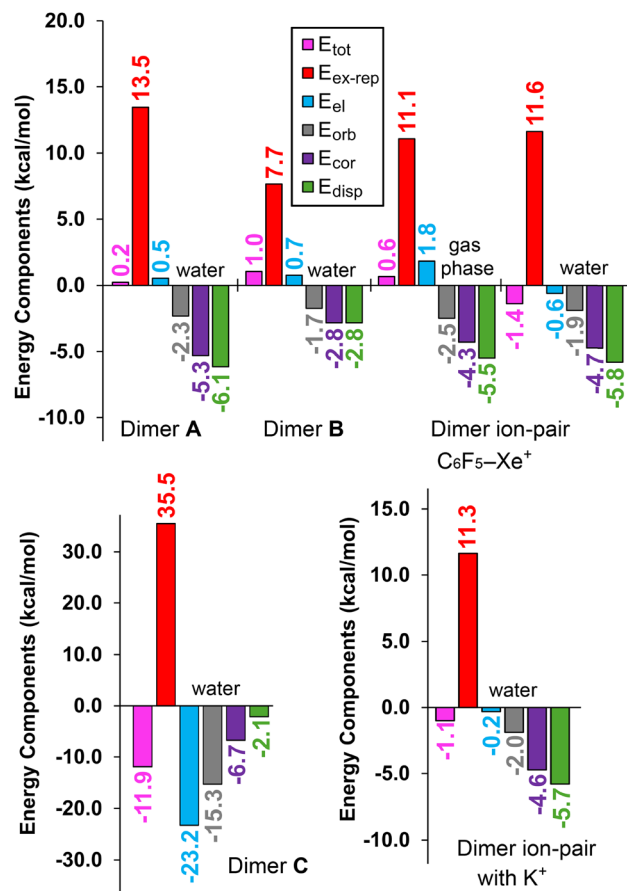 Energy Components (kcal/mol)
20.0
15.0
10.0
5.0
0.0
-5.0
-10.0
E_tot
E_ex-rep
E_el
E_orb
E_cor
E_disp
0.2
13.5
0.5
water
-2.3
-5.3
-6.1
Dimer A
1.0
7.7
0.7
water
-1.7
-2.8
-2.8
Dimer B
0.6
11.1
1.8
gas
phase
-2.5
-4.3
-5.5
-1.4
11.6
-0.6
water
-1.9
-4.7
-5.8
Dimer ion-pair
C₆F₅–Xe⁺
Energy Components (kcal/mol)
30.0
20.0
10.0
0.0
-10.0
-20.0
-30.0
-11.9
35.5
water
-23.2
-15.3
-6.7
-2.1
Dimer C
Energy Components (kcal/mol)
15.0
10.0
5.0
0.0
-5.0
-10.0
-1.1
11.3
water
-0.2
-2.0
-4.6
-5.7
Dimer ion-pair
with K⁺